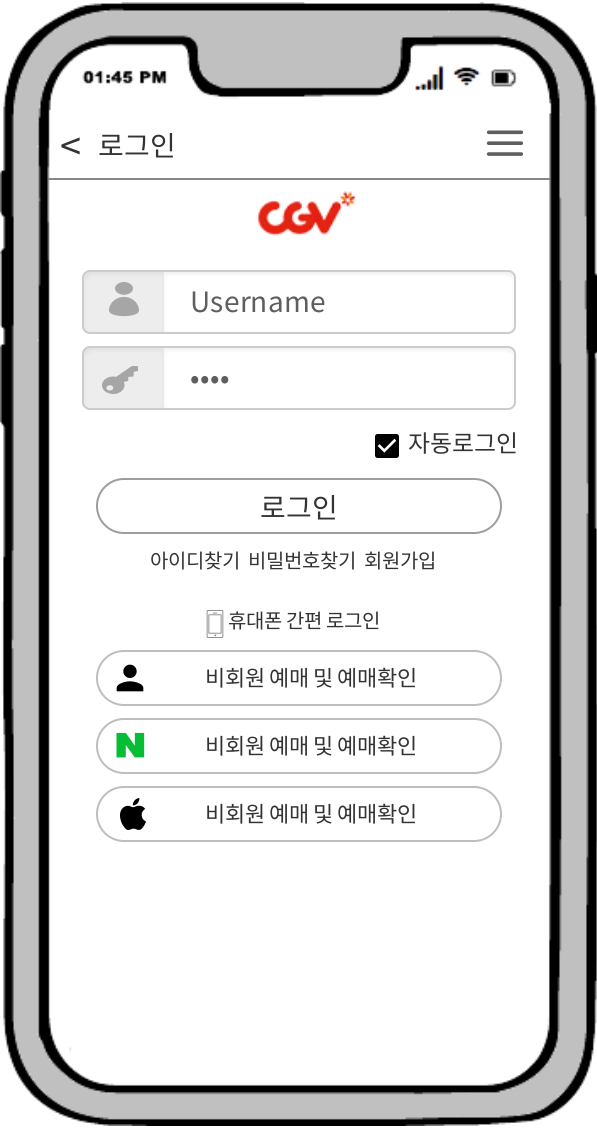 01:45 PM
< 로그인
CGV
Username
••••
자동로그인
로그인
아이디찾기 비밀번호찾기 회원가입
휴대폰 간편 로그인
비회원 예매 및 예매확인
N 비회원 예매 및 예매확인
비회원 예매 및 예매확인